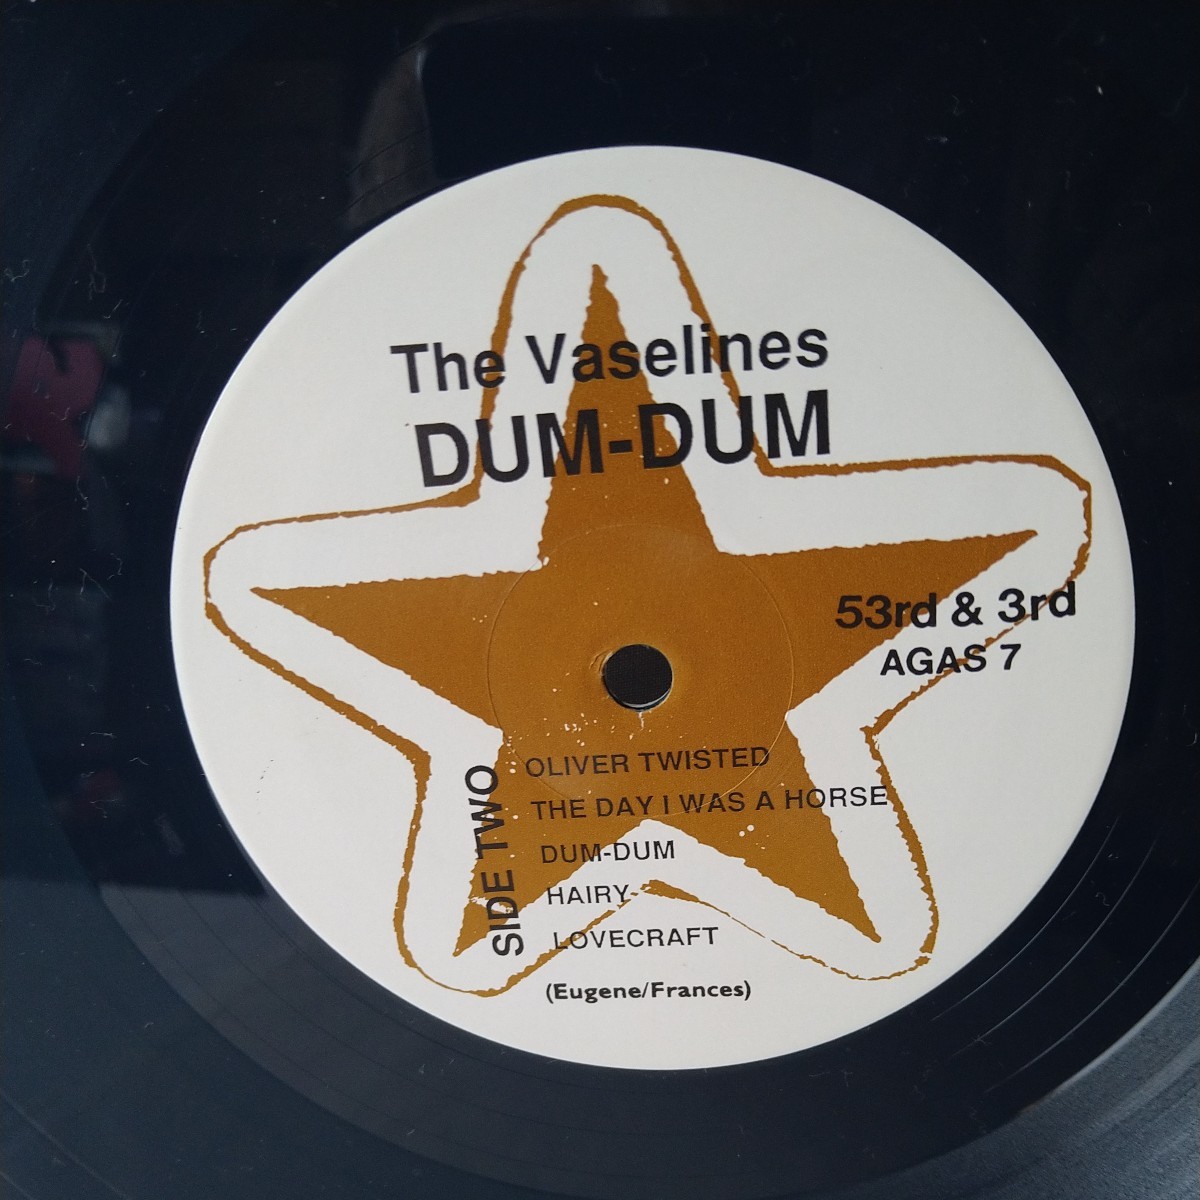 The Vaselines
DUM-DUM
53rd & 3rd
AGAS 7
SIDE TWO
OLIVER TWISTED
THE DAY I WAS A HORSE
DUM-DUM
HAIRY
LOVECRAFT
(Eugene/Frances)